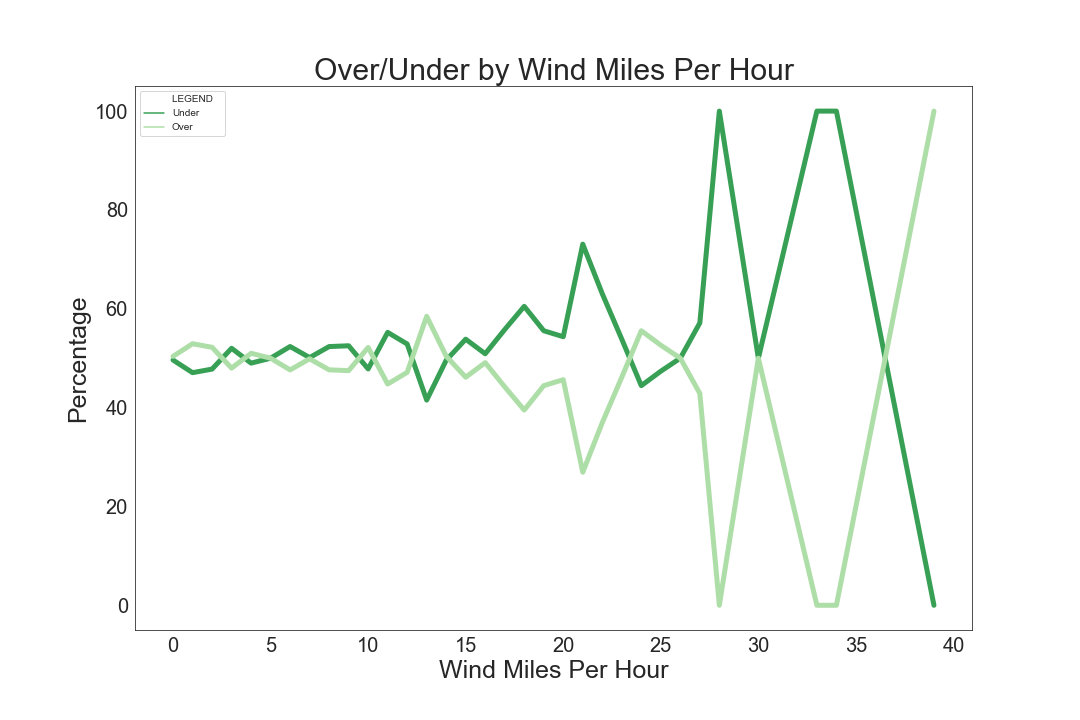 Over/Under by Wind Miles Per Hour
LEGEND
Under
Over
Percentage
100
80
60
40
20
0
0 5 10 15 20 25 30 35 40
Wind Miles Per Hour